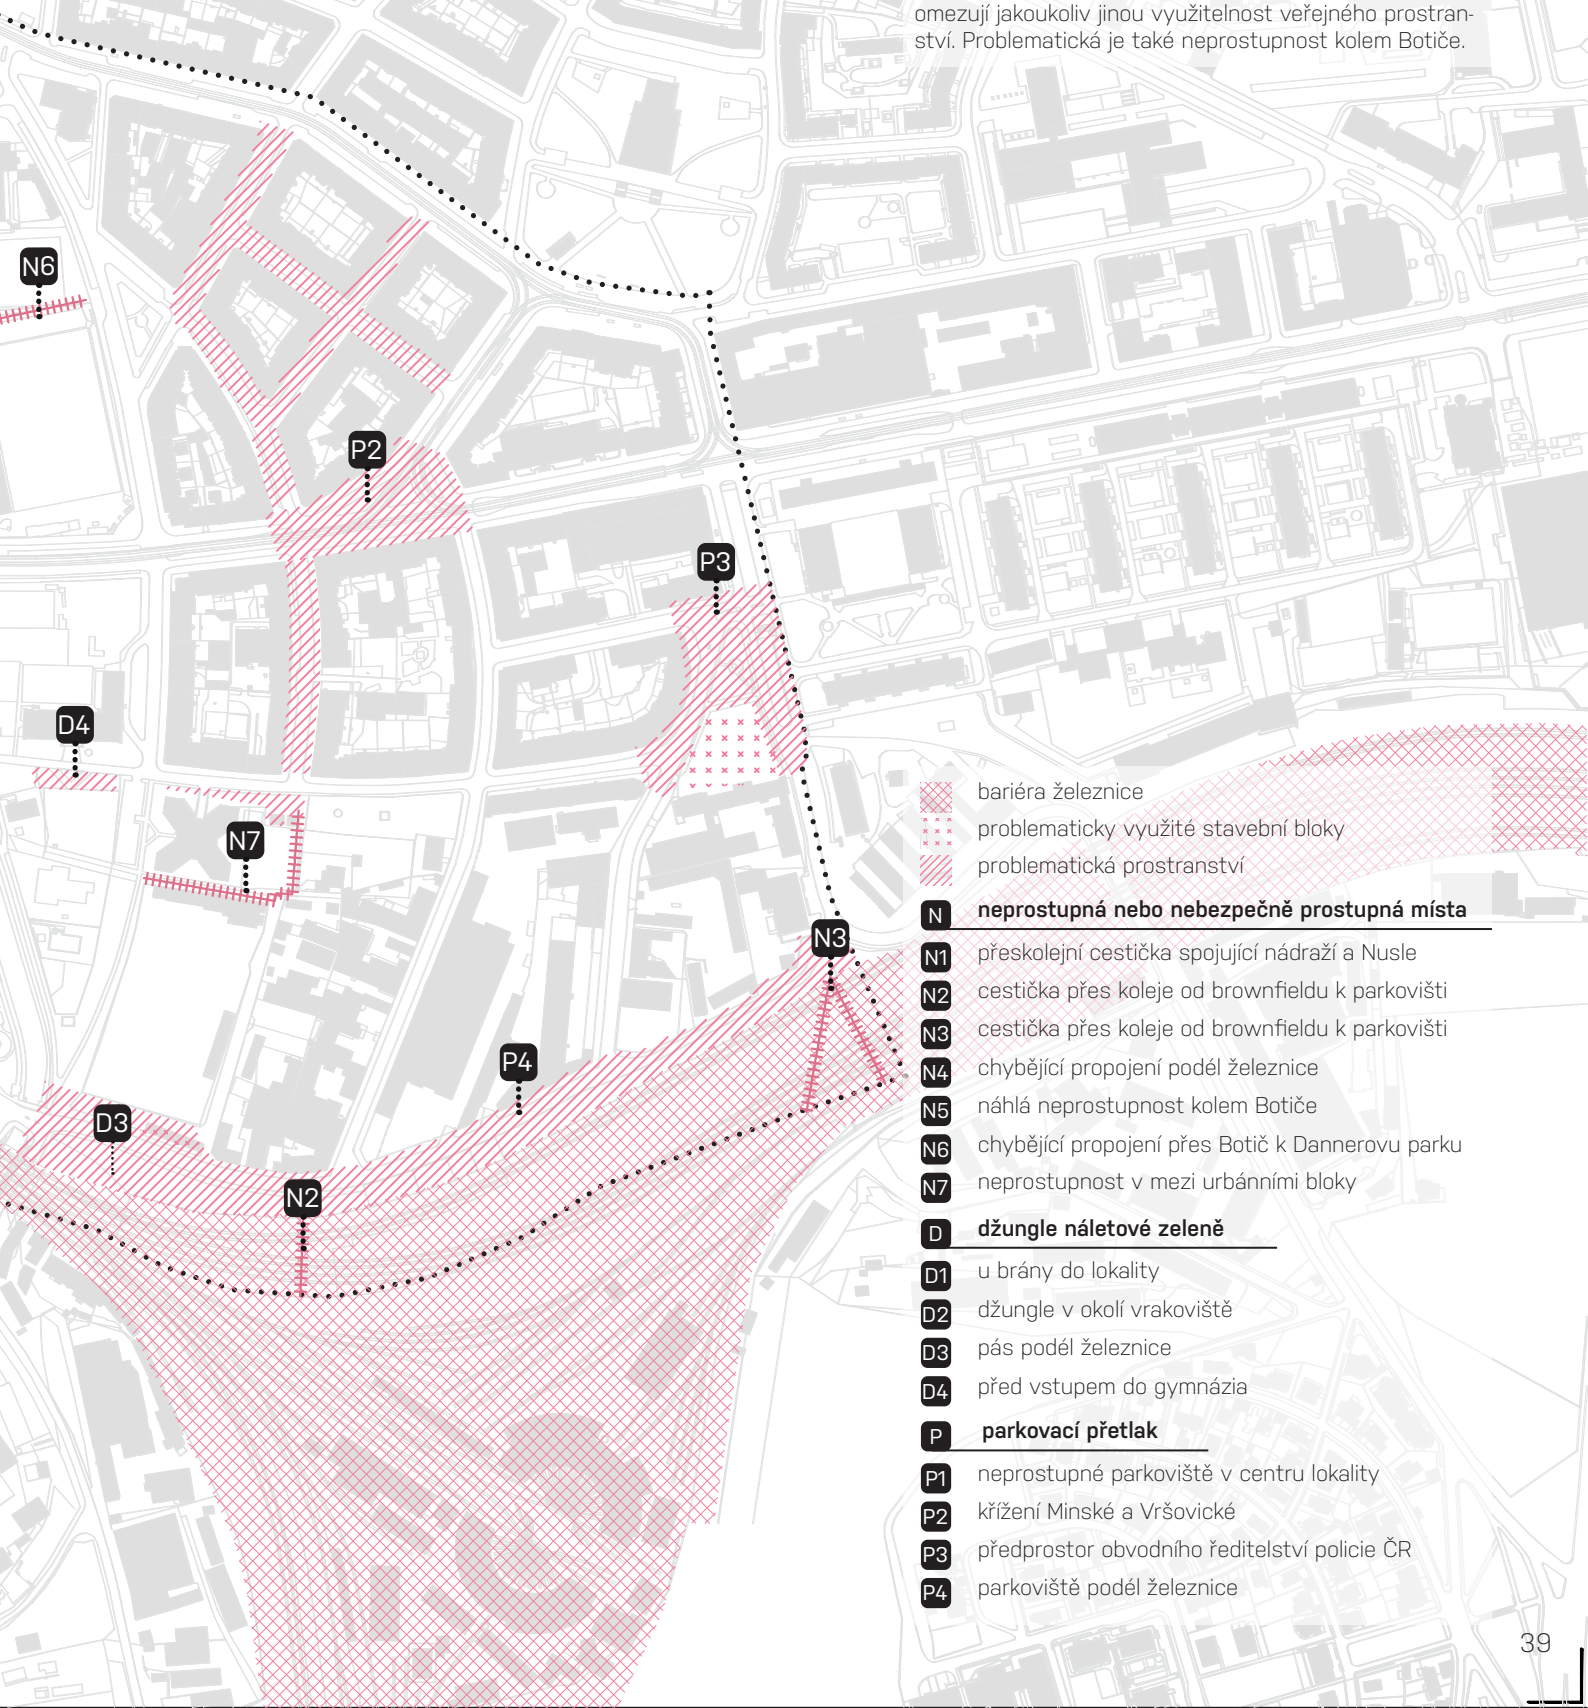 omezují jakoukoliv jinou využitelnost veřejného prostran-
ství. Problematická je také neprostupnost kolem Botiče.
N6
P2
P3
D4
N7
N3
P4
D3
N2
bariéra železnice
problematicky využité stavební bloky
problematická prostranství
N neprostupná nebo nebezpečně prostupná místa
N1 přeskolejní cestička spojující nádraží a Nusle
N2 cestička přes koleje od brownfieldu k parkovišti
N3 cestička přes koleje od brownfieldu k parkovišti
N4 chybějící propojení podél železnice
N5 náhlá neprostupnost kolem Botiče
N6 chybějící propojení přes Botič k Dannerovu parku
N7 neprostupnost v mezi urbánními bloky
D džungle náletové zeleně
D1 u brány do lokality
D2 džungle v okolí vrakoviště
D3 pás podél železnice
D4 před vstupem do gymnázia
P parkovací přetlak
P1 neprostupné parkoviště v centru lokality
P2 křížení Minské a Vršovické
P3 předprostor obvodního ředitelství policie ČR
P4 parkoviště podél železnice
39